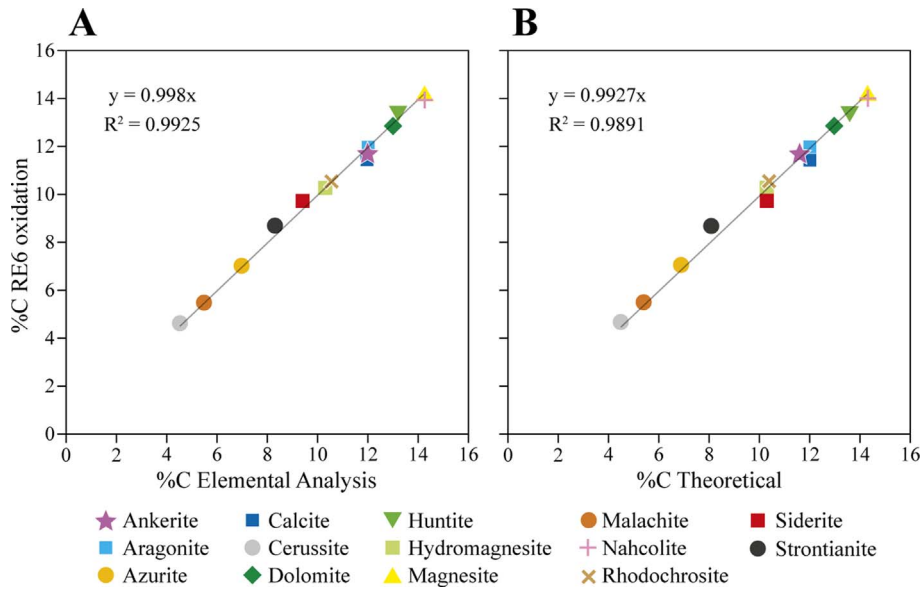 A
B
y = 0.998x
R² = 0.9925
y = 0.9927x
R² = 0.9891
%C RE6 oxidation
16
14
12
10
8
6
4
2
0
0 2 4 6 8 10 12 14 16
0 2 4 6 8 10 12 14 16
%C Elemental Analysis
%C Theoretical
Ankerite Calcite Huntite Malachite Siderite
Aragonite Cerussite Hydromagnesite Nahcolite Strontianite
Azurite Dolomite Magnesite Rhodochrosite